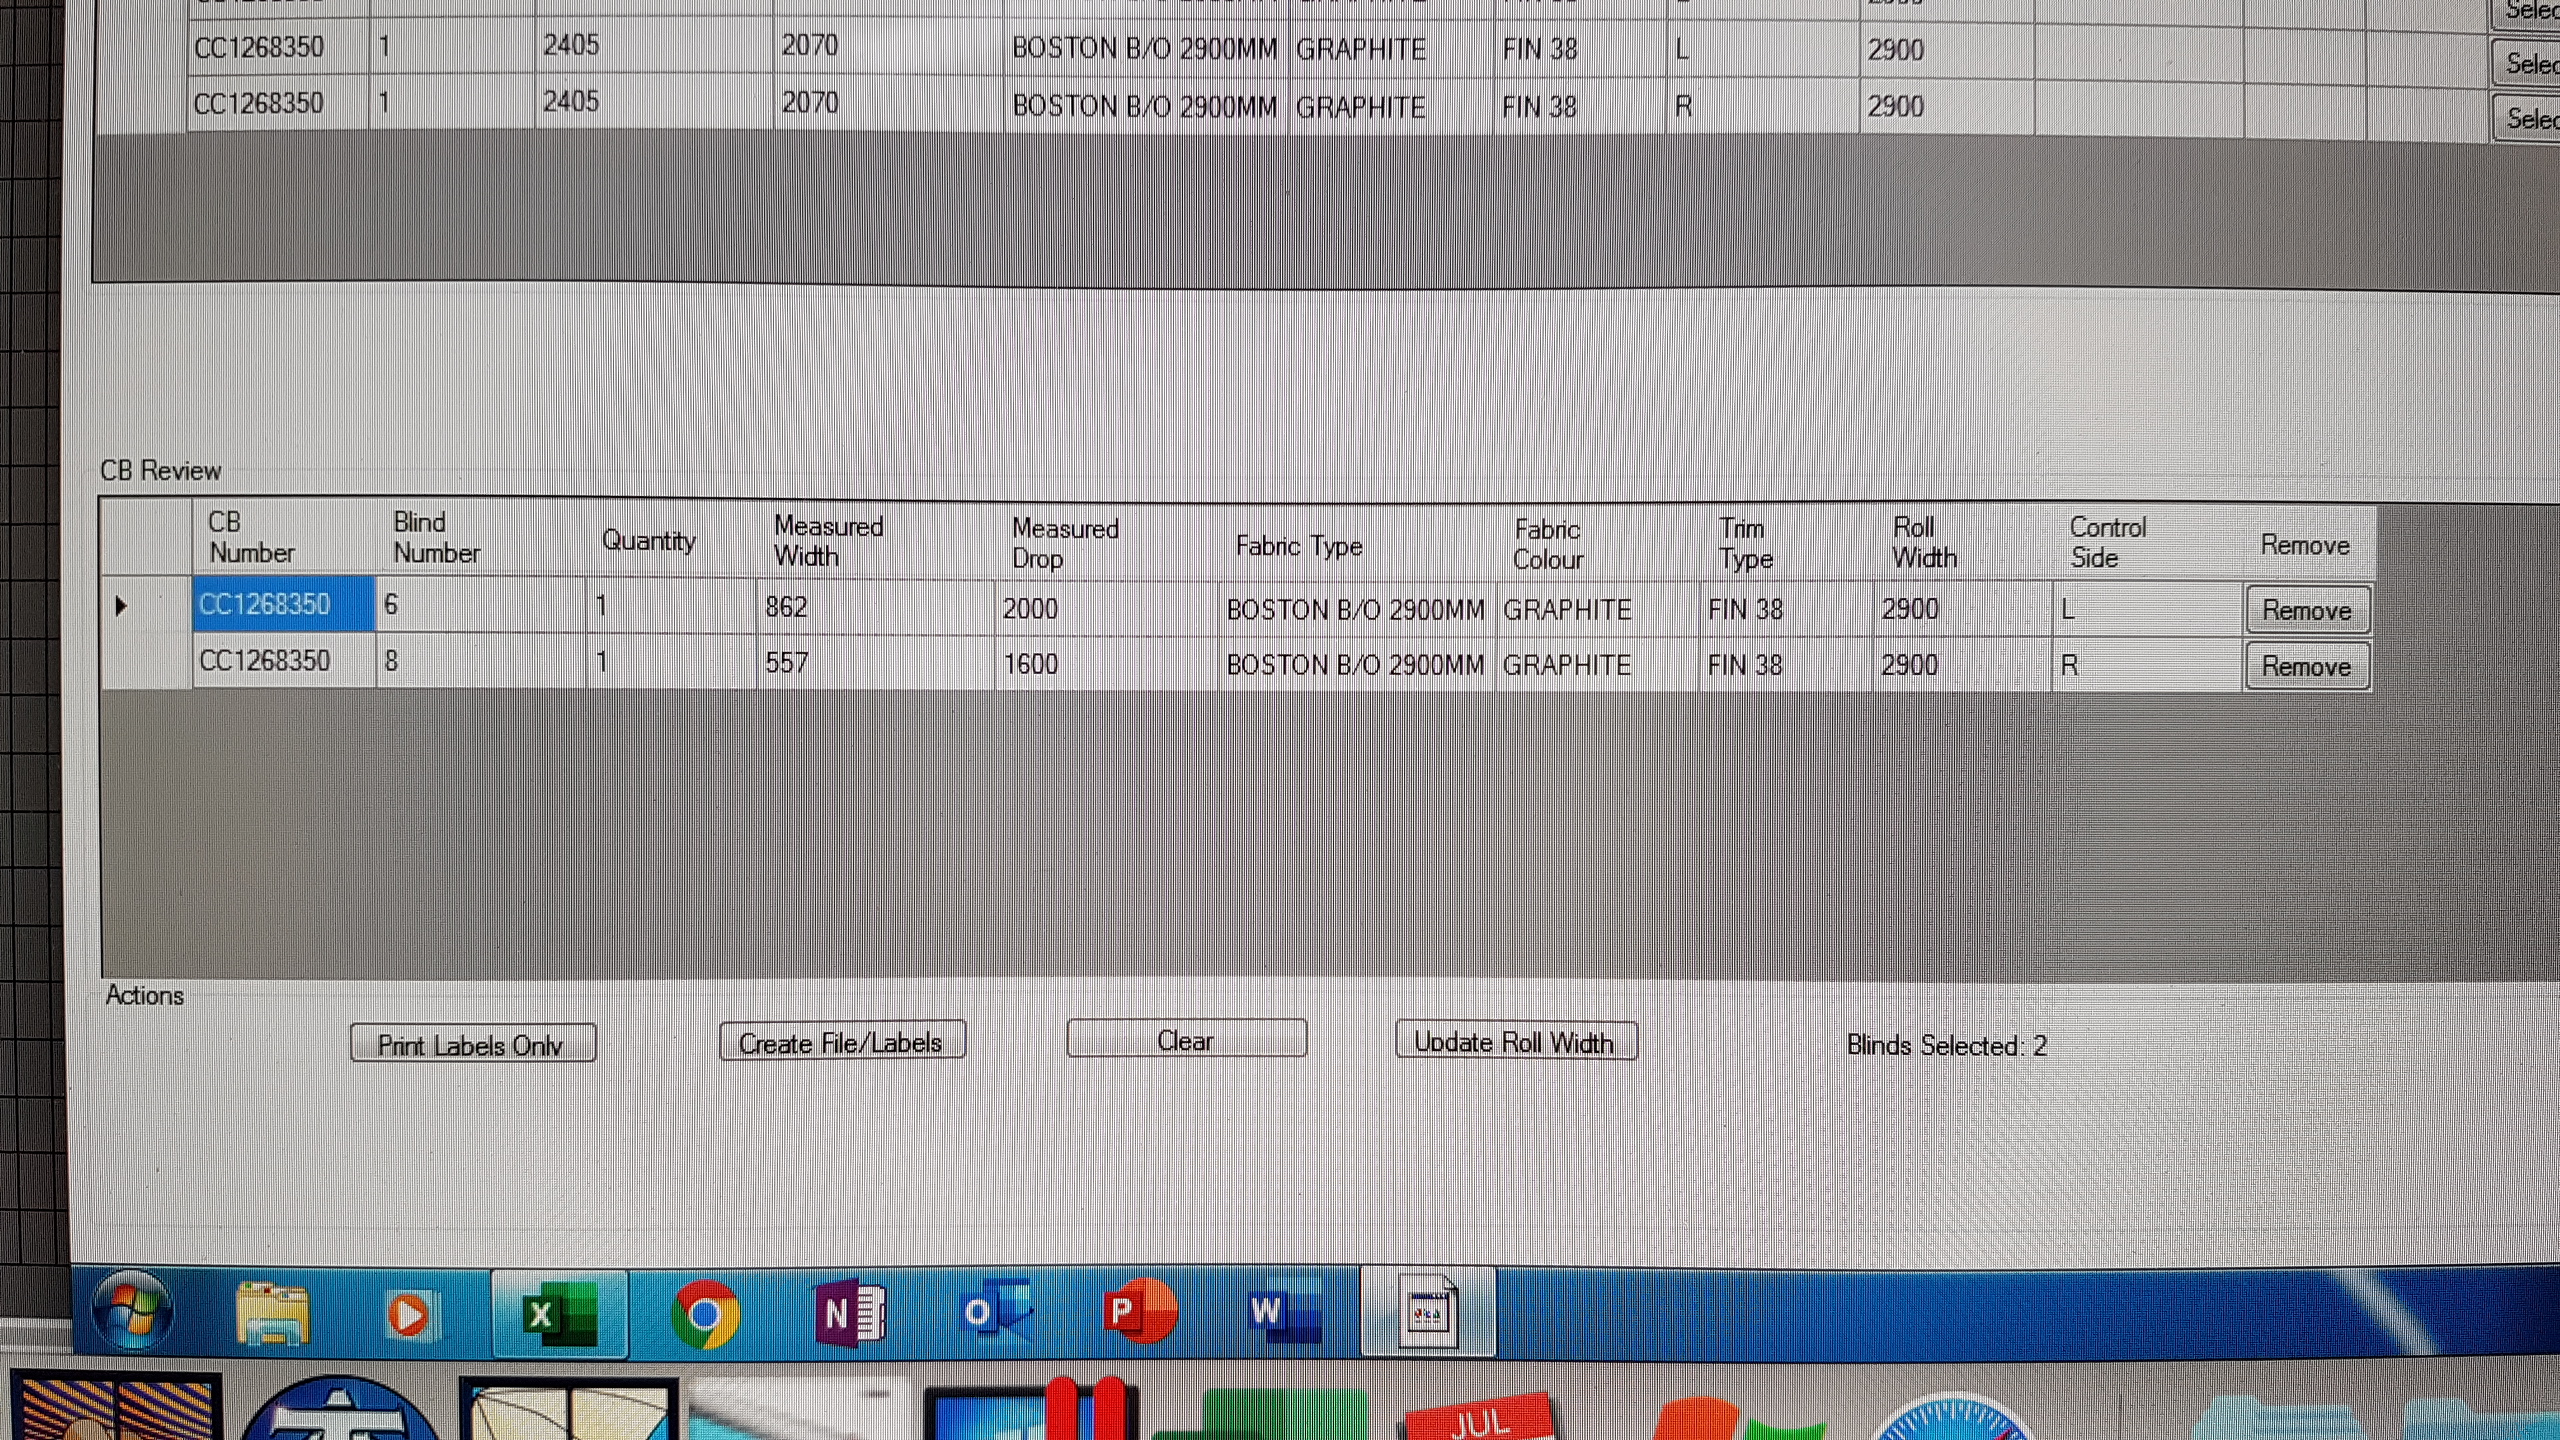 Selec
CC1268350 1 2405 2070 BOSTON B/O 2900MM GRAPHITE FIN 38 L 2900 Selec
CC1268350 1 2405 2070 BOSTON B/O 2900MM GRAPHITE FIN 38 R 2900 Selec
CB Review
CB Number Blind Number Quantity Measured Width Measured Drop Fabric Type Fabric Colour Trim Type Roll Width Control Side Remove
CC1268350 6 1 862 2000 BOSTON B/O 2900MM GRAPHITE FIN 38 2900 L Remove
CC1268350 8 1 557 1600 BOSTON B/O 2900MM GRAPHITE FIN 38 2900 R Remove
Actions
Print Labels Only Create File/Labels Clear Update Roll Width Blinds Selected: 2
X N O P W
JUL